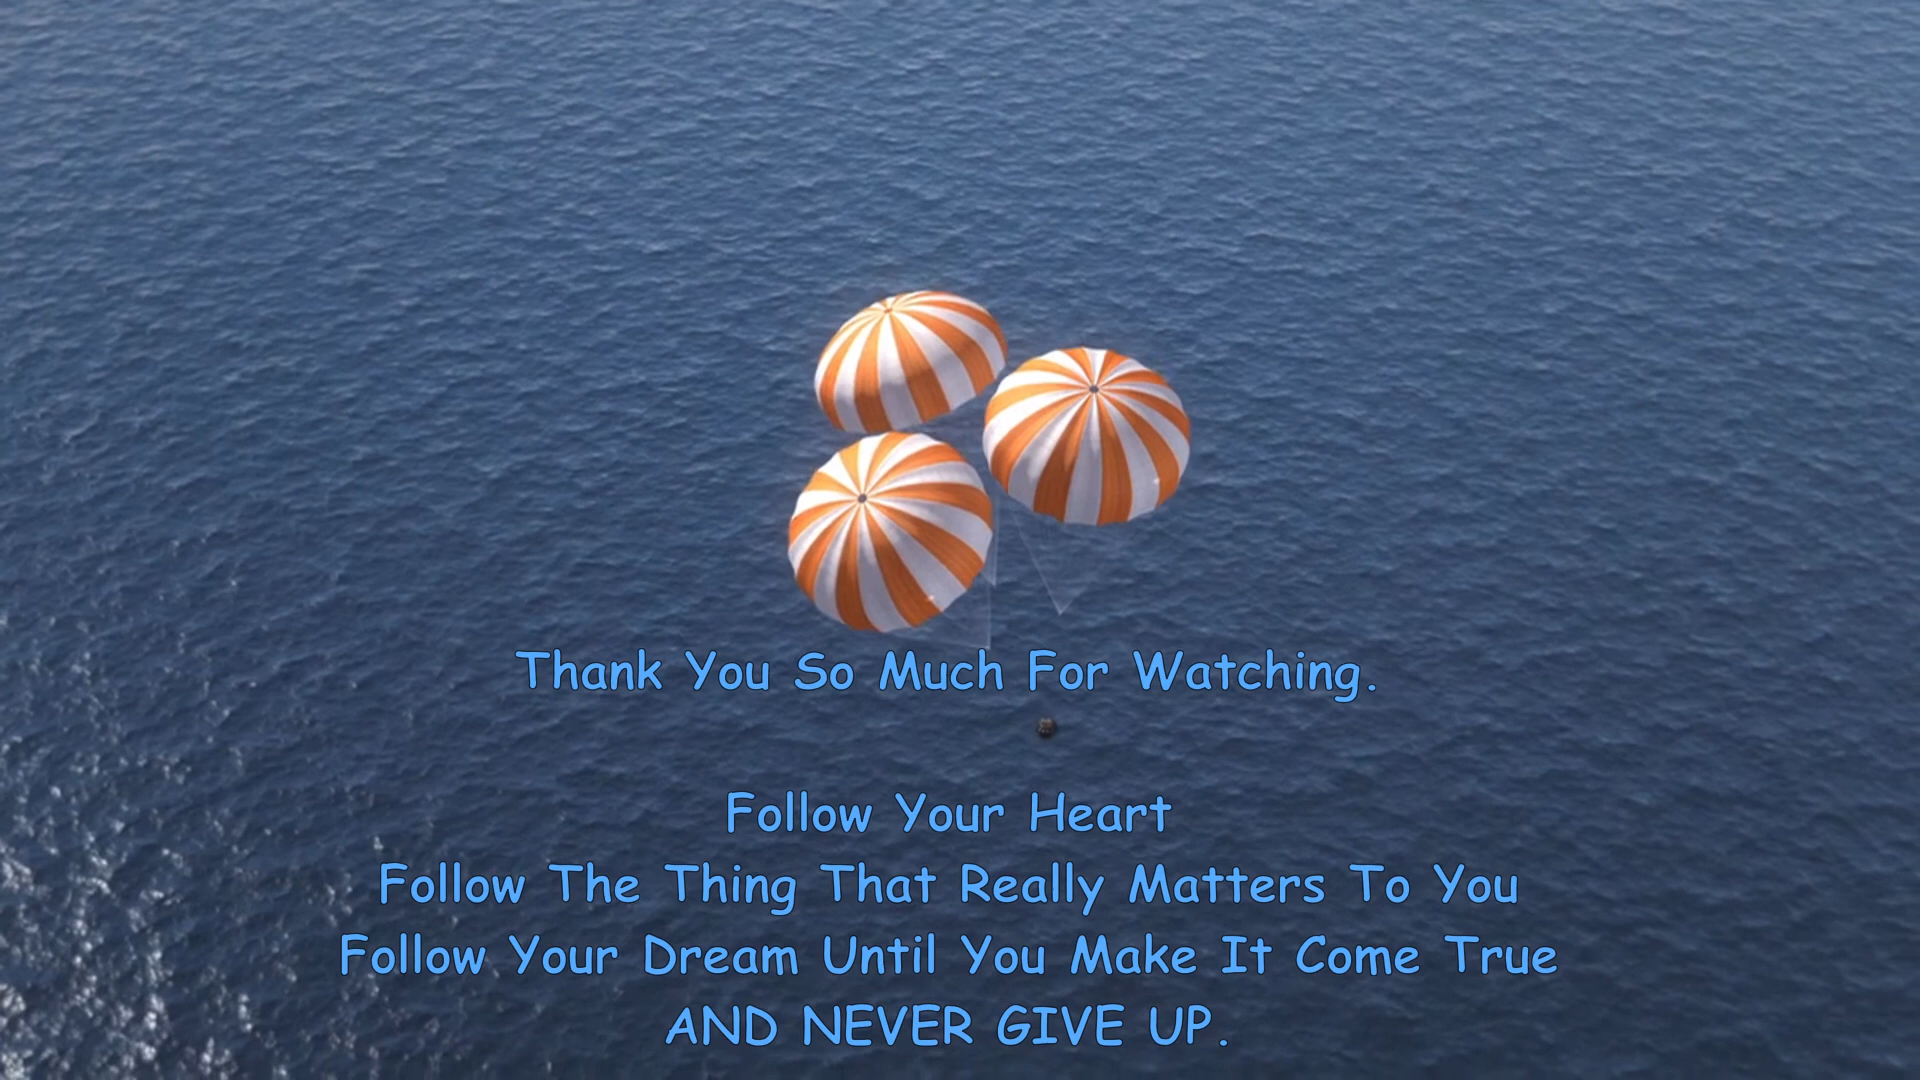 Thank You So Much For Watching.
Follow Your Heart
Follow The Thing That Really Matters To You
Follow Your Dream Until You Make It Come True
AND NEVER GIVE UP.